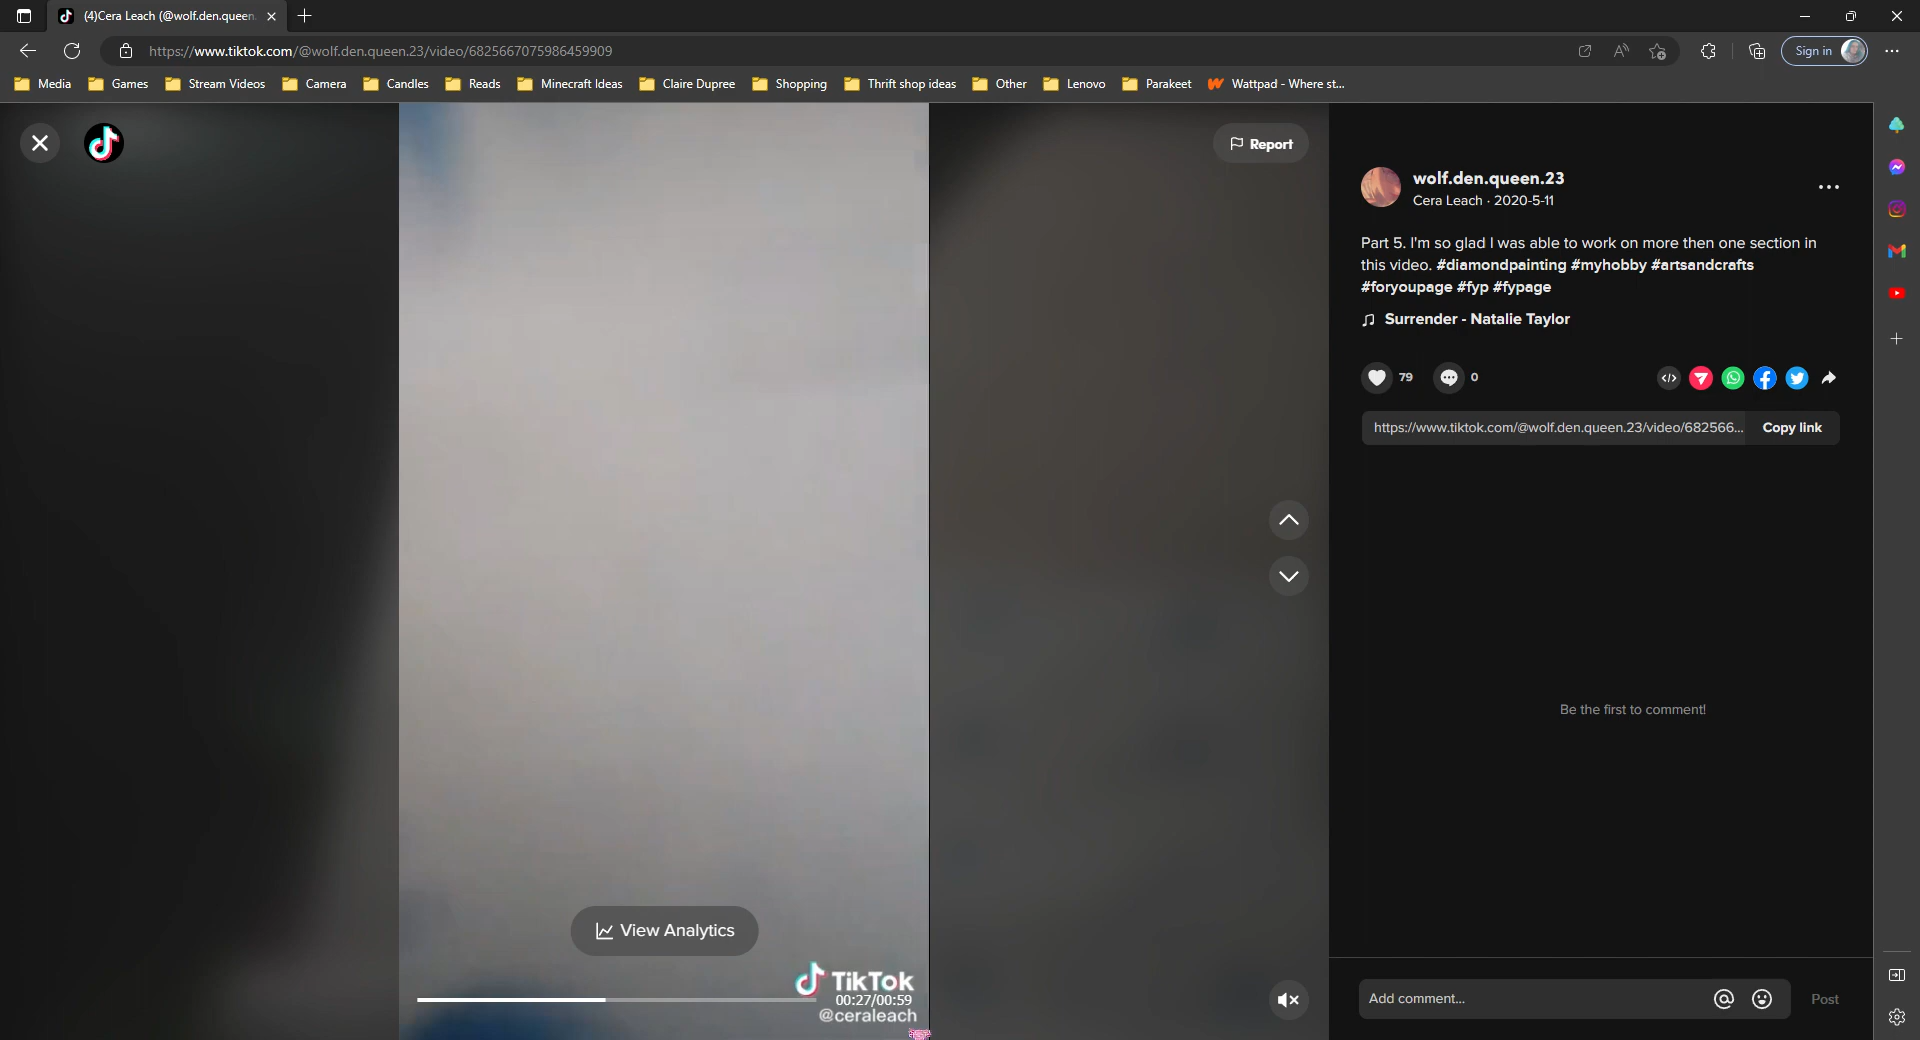 (4)Cera Leach (@wolf.den.queen.
https://www.tiktok.com/@wolf.den.queen.23/video/6825667075986459909
Sign in
Media Games Stream Videos Camera Candles Reads Minecraft Ideas Claire Dupree Shopping Thrift shop ideas Other Lenovo Parakeet Wattpad - Where st...
Report
wolf.den.queen.23
Cera Leach · 2020-5-11
Part 5. I'm so glad I was able to work on more then one section in
this video. #diamondpainting #myhobby #artsandcrafts
#foryoupage #fyp #fypage
Surrender - Natalie Taylor
79 0
https://www.tiktok.com/@wolf.den.queen.23/video/682566... Copy link
Be the first to comment!
View Analytics
TikTok
00:27/00:59
@ceraleach
Add comment...
Post